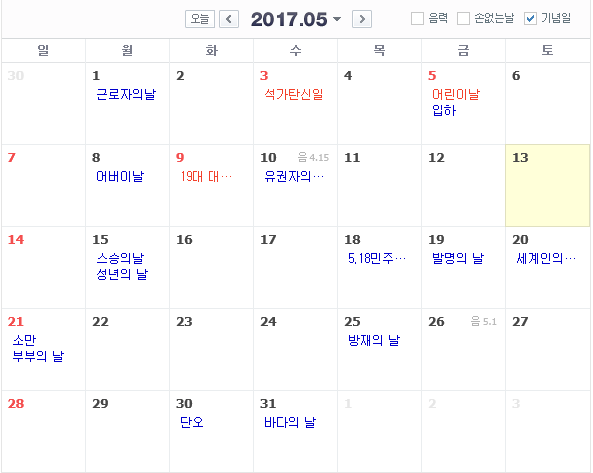 오늘 < 2017.05 > 음력 손없는날 기념일
일 월 화 수 목 금 토
30 1 2 3 4 5 6
근로자의날 석가탄신일 어린이날
입하
7 8 9 10 음 4.15 11 12 13
어버이날 19대 대… 유권자의…
14 15 16 17 18 19 20
스승의날 5.18민주… 발명의 날 세계인의…
성년의 날
21 22 23 24 25 26 음 5.1 27
소만 방재의 날
부부의 날
28 29 30 31 1 2 3
단오 바다의 날